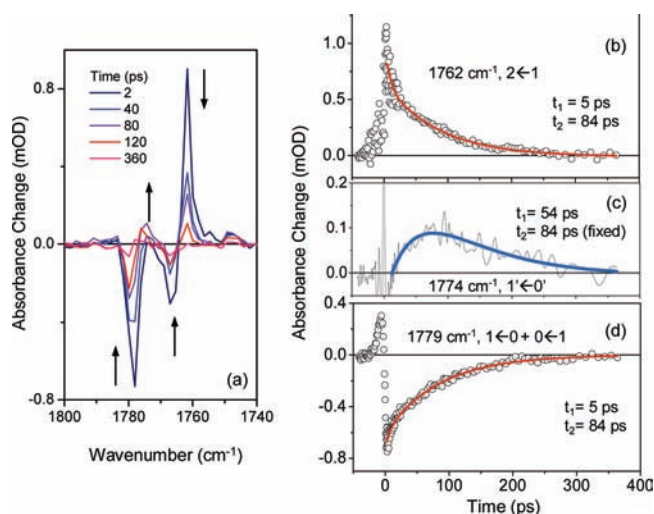 Time (ps)
2
40
80
120
360
0.8
0.0
-0.8
Absorbance Change (mOD)
(a)
1800 1780 1760 1740
Wavenumber (cm⁻¹)
(b)
1.0
0.5
0.0
1762 cm⁻¹, 2←1
t₁ = 5 ps
t₂ = 84 ps
(c)
0.2
0.1
0.0
t₁ = 54 ps
t₂ = 84 ps (fixed)
1774 cm⁻¹, 1'←0'
Absorbance Change (mOD)
(d)
0.4
0.0
-0.4
-0.8
1779 cm⁻¹, 1←0 + 0←1
t₁= 5 ps
t₂= 84 ps
0 100 200 300 400
Time (ps)